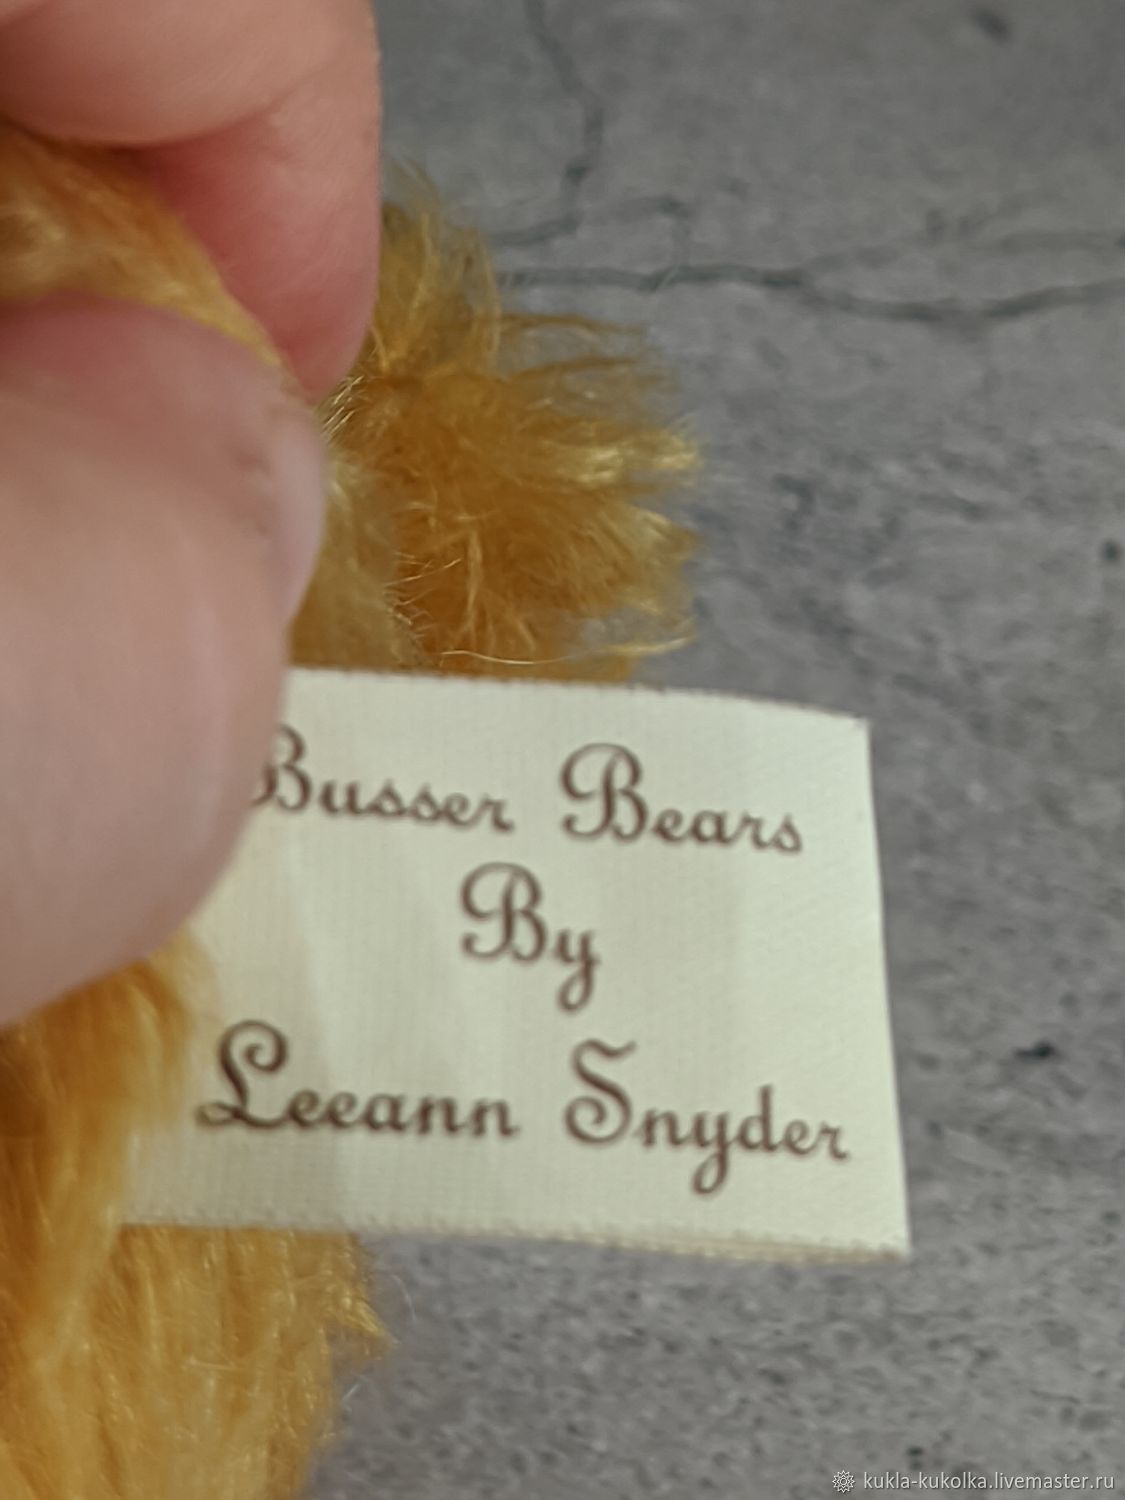 Busser Bears
By
Leeann Snyder
kukla-kukolka.livemaster.ru